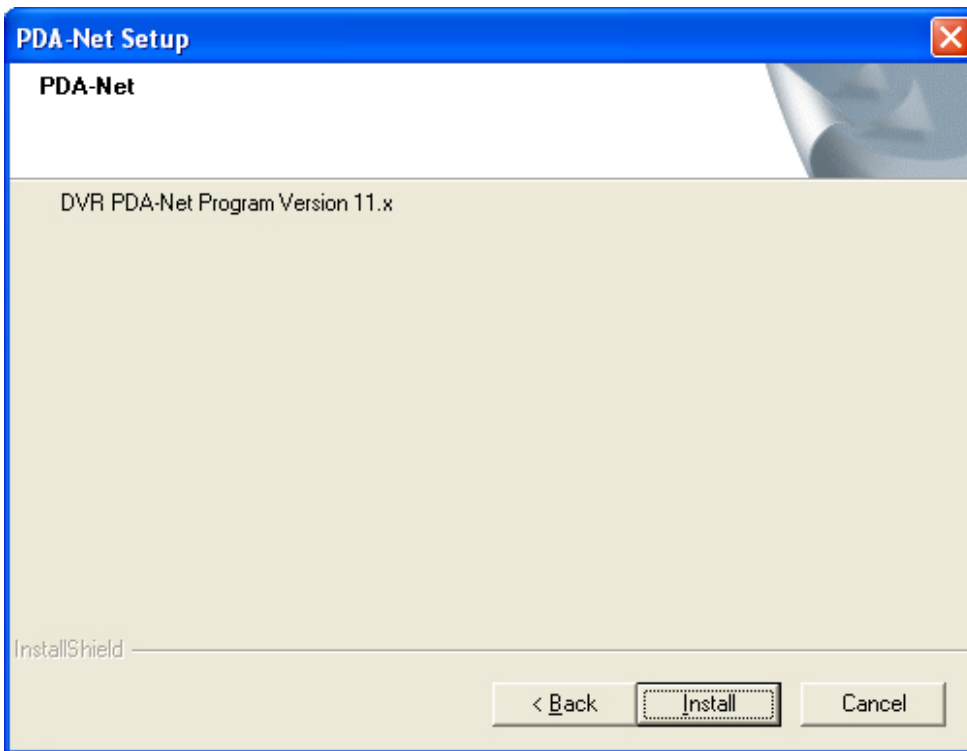 PDA-Net Setup
PDA-Net
DVR PDA-Net Program Version 11.x
InstallShield
< Back Install Cancel